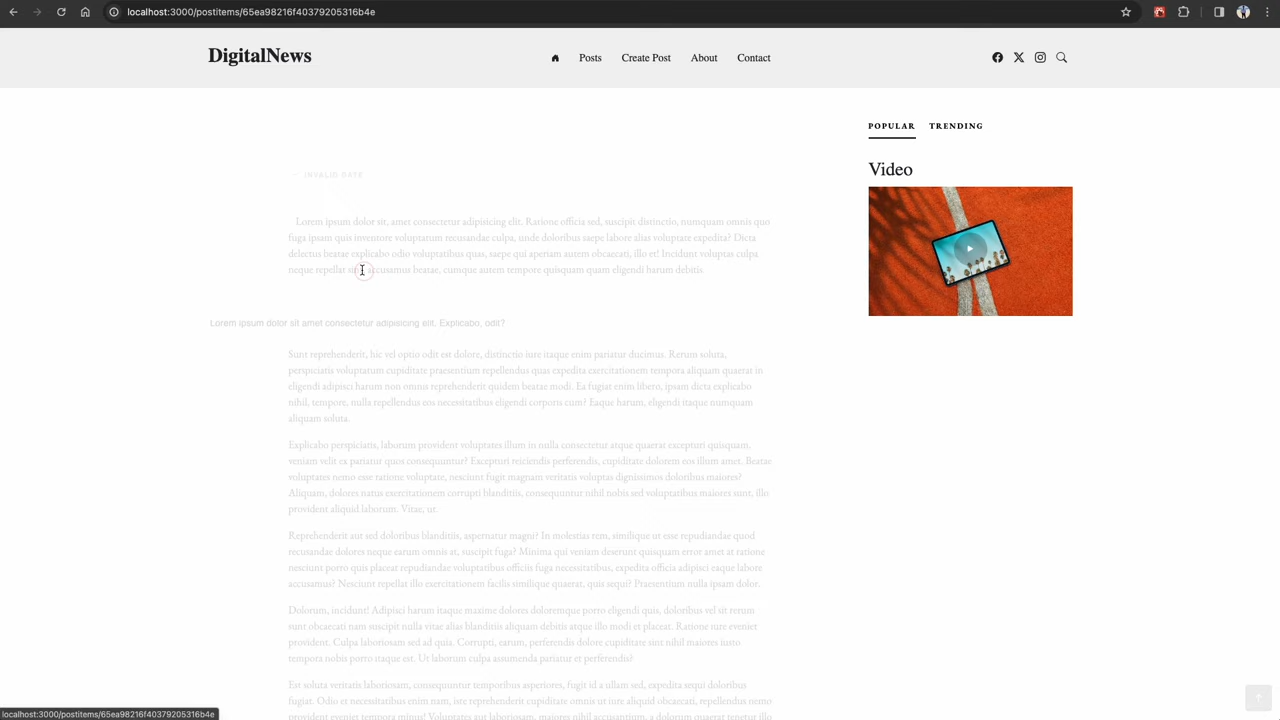 localhost:3000/postitems/65ea98216f40379205316b4e
DigitalNews
Posts
Create Post
About
Contact
POPULAR
TRENDING
Video
INVALID DATE
Lorem ipsum dolor sit, amet consectetur adipisicing elit. Ratione officia sed, suscipit distinctio, numquam omnis quo
fuga ipsam quis inventore voluptatum recusandae culpa, unde doloribus saepe labore alias voluptate expedita? Dicta
delectus beatae explicabo odio voluptatibus quas, saepe qui aperiam autem obcaecati, illo et! Incidunt voluptas culpa
neque repellat accusamus beatae, cumque autem tempore quisquam quam eligendi harum debitis.
Lorem ipsum dolor sit amet consectetur adipisicing elit. Explicabo, odit?
Sunt reprehenderit, hic vel optio odit est dolore, distinctio iure itaque enim pariatur ducimus. Rerum soluta,
perspiciatis voluptatum cupiditate praesentium repellendus quas expedita exercitationem tempora aliquam quaerat in
eligendi adipisci harum non omnis reprehenderit quidem beatae modi. Ea fugiat enim libero, ipsam dicta explicabo
nihil, tempore, nulla repellendus eos necessitatibus eligendi corporis cum? Eaque harum, eligendi itaque numquam
aliquam soluta.
Explicabo perspiciatis, laborum provident voluptates illum in nulla consectetur atque quaerat excepturi quisquam,
veniam velit ex pariatur quos consequuntur? Excepturi reiciendis perferendis, cupiditate dolorem eos illum amet. Beatae
voluptates nemo esse ratione voluptate, nesciunt fugit magnam veritatis voluptas dignissimos doloribus maiores?
Aliquam, dolores natus exercitationem corrupti blanditiis, consequuntur nihil nobis sed voluptatibus maiores sunt, illo
provident aliquid laborum. Vitae, ut.
Reprehenderit aut sed doloribus blanditiis, aspernatur magni? In molestias rem, similique ut esse repudiandae quod
recusandae dolores neque earum omnis at, suscipit fuga? Minima qui veniam deserunt quisquam error amet at ratione
nesciunt porro quis placeat repudiandae voluptatibus officiis fuga necessitatibus, expedita officia adipisci eaque labore
accusamus? Nesciunt repellat illo exercitationem facilis similique quaerat, quis sequi? Praesentium nulla ipsam dolor.
Dolorum, incidunt! Adipisci harum itaque maxime dolores doloremque porro eligendi quis, doloribus vel sit rerum
sunt obcaecati nam suscipit nulla vitae alias blanditiis aliquam debitis atque illo modi et placeat. Ratione iure eveniet
provident. Culpa laboriosam sed ad quis. Corrupti, earum, perferendis dolore cupiditate sint nihil maiores iusto
tempora nobis porro itaque est. Ut laborum culpa assumenda pariatur et perferendis?
Est soluta veritatis laboriosam, consequuntur temporibus asperiores, fugit id a ullam sed, expedita sequi doloribus
fugiat. Odio et necessitatibus enim nam, iste reprehenderit cupiditate omnis ut iure aliquid obcaecati, repellendus
localhost:3000/postitems/65ea98216f40379205316b4e